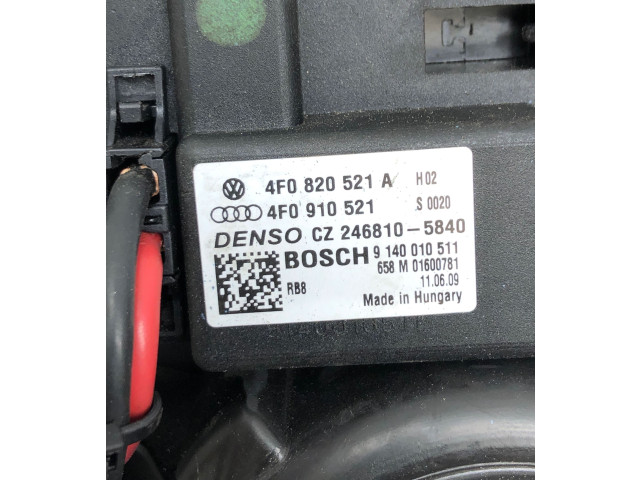 4F0 820 521 A H02
4F0 910 521 S 0020
DENSO CZ 246810-5840
BOSCH 9 140 010 511
658 M 01600781
RB8 11.06.09
Made in Hungary